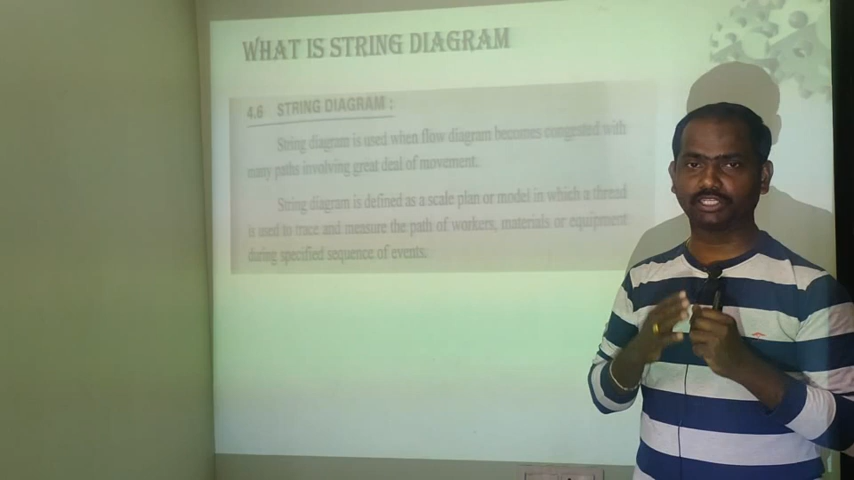 WHAT IS STRING DIAGRAM
4.6 STRING DIAGRAM :
String diagram is used when flow diagram becomes congested with
many paths involving great deal of movement.
String diagram is defined as a scale plan or model in which a thread
is used to trace and measure the path of workers, materials or equipment
during specified sequence of events.